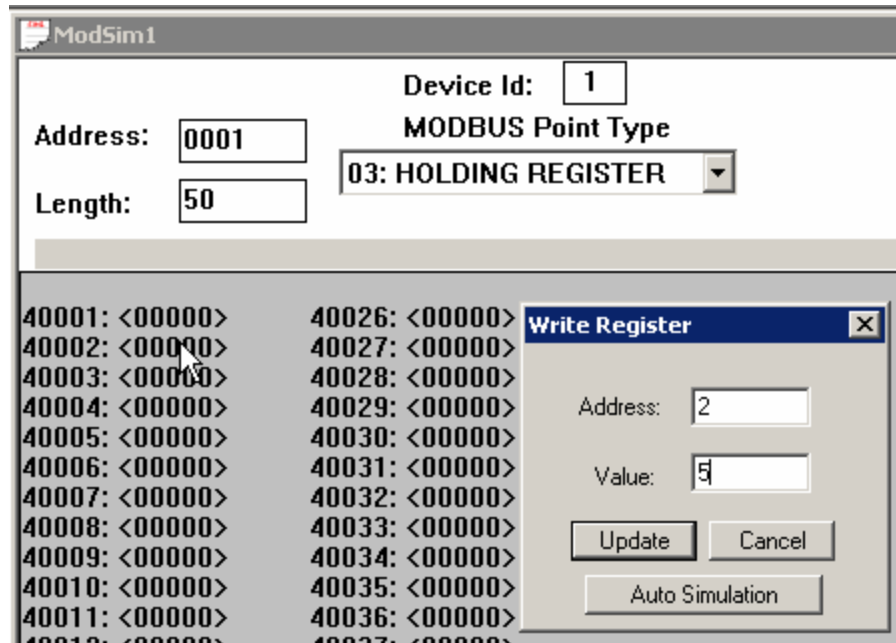 ModSim1
Device Id: 1
Address: 0001
MODBUS Point Type
03: HOLDING REGISTER
Length: 50
40001: <00000> 40026: <00000>
40002: <00000> 40027: <00000>
40003: <00000> 40028: <00000>
40004: <00000> 40029: <00000>
40005: <00000> 40030: <00000>
40006: <00000> 40031: <00000>
40007: <00000> 40032: <00000>
40008: <00000> 40033: <00000>
40009: <00000> 40034: <00000>
40010: <00000> 40035: <00000>
40011: <00000> 40036: <00000>
Write Register
Address: 2
Value: 5
Update Cancel
Auto Simulation